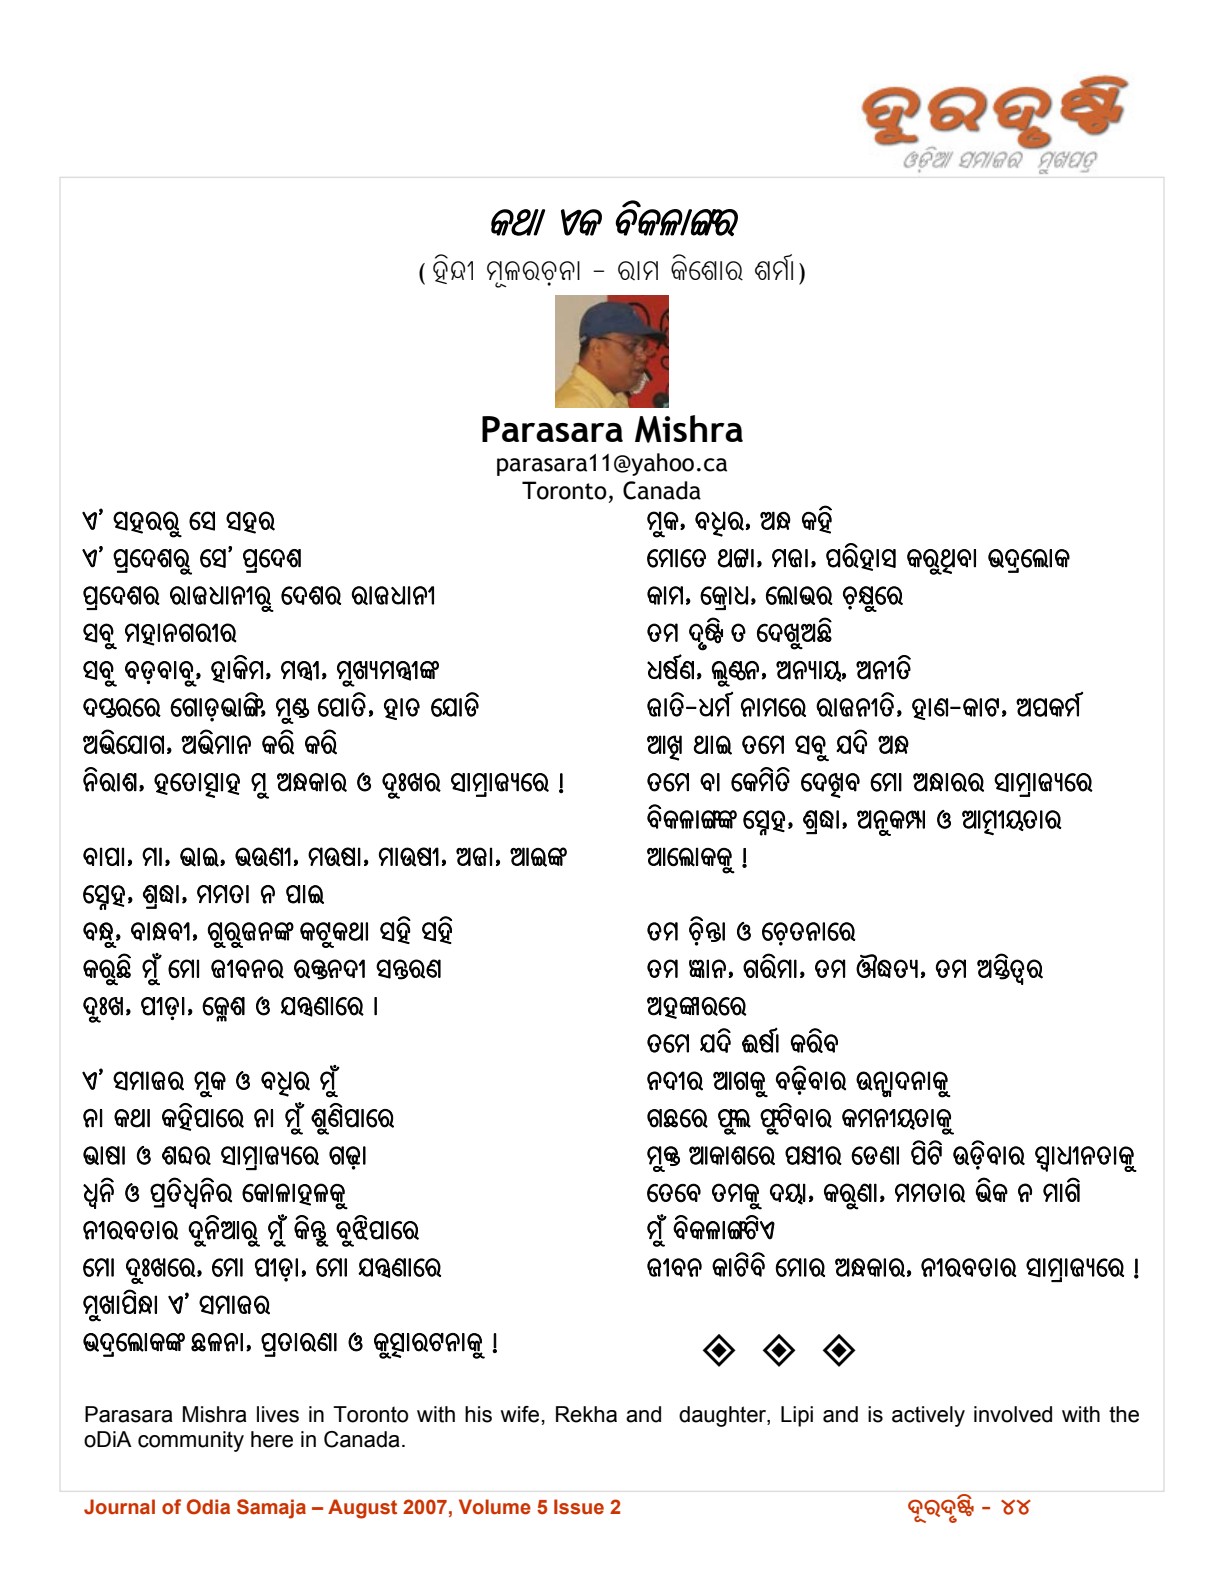 ଦୂରଦୃଷ୍ଟି
ଓଡ଼ିଆ ସମାଜର ମୁଖପତ୍ର
କଥା ଏକ ବିକଳାଙ୍ଗର
( ହିନ୍ଦୀ ମୂଳରଚ଼ନା - ରାମ କିଶୋର ଶର୍ମା)
Parasara Mishra
parasara11@yahoo.ca
Toronto, Canada
ଏ’ ସହରରୁ ସେ ସହର
ଏ’ ପ୍ରଦେଶରୁ ସେ’ ପ୍ରଦେଶ
ପ୍ରଦେଶର ରାଜଧାନୀରୁ ଦେଶର ରାଜଧାନୀ
ସବୁ ମହାନଗରୀର
ସବୁ ବଡ଼ବାବୁ, ହାକିମ, ମନ୍ତ୍ରୀ, ମୁଖ୍ୟମନ୍ତ୍ରୀଙ୍କ
ଦପ୍ତରରେ ଗୋଡ଼ଭାଙ୍ଗି, ମୁଣ୍ଡ ପୋତି, ହାତ ଯୋଡି
ଅଭିଯୋଗ, ଅଭିମାନ କରି କରି
ନିରାଶ, ହତୋତ୍ସାହ ମୁ ଅନ୍ଧକାର ଓ ଦୁଃଖର ସାମ୍ରାଜ୍ୟରେ !

ବାପା, ମା, ଭାଇ, ଭଉଣୀ, ମଉଷା, ମାଉଷୀ, ଅଜା, ଆଇଙ୍କ
ସ୍ନେହ, ଶ୍ରଦ୍ଧା, ମମତା ନ ପାଇ
ବନ୍ଧୁ, ବାନ୍ଧବୀ, ଗୁରୁଜନଙ୍କ କଟୁକଥା ସହି ସହି
କରୁଛି ମୁଁ ମୋ ଜୀବନର ରକ୍ତନଦୀ ସନ୍ତରଣ
ଦୁଃଖ, ପୀଡ଼ା, କ୍ଳେଶ ଓ ଯନ୍ତ୍ରଣାରେ ।

ଏ’ ସମାଜର ମୁକ ଓ ବଧିର ମୁଁ
ନା କଥା କହିପାରେ ନା ମୁଁ ଶୁଣିପାରେ
ଭାଷା ଓ ଶବ୍ଦର ସାମ୍ରାଜ୍ୟରେ ଗଢ଼ା
ଧ୍ୱନି ଓ ପ୍ରତିଧ୍ୱନିର କୋଳାହଳକୁ
ନୀରବତାର ଦୁନିଆରୁ ମୁଁ କିନ୍ତୁ ବୁଝିପାରେ
ମୋ ଦୁଃଖରେ, ମୋ ପୀଡ଼ା, ମୋ ଯନ୍ତ୍ରଣାରେ
ମୁଖାପିନ୍ଧା ଏ’ ସମାଜର
ଭଦ୍ରଲୋକଙ୍କ ଛଳନା, ପ୍ରତାରଣା ଓ କୁତ୍ସାରଟନାକୁ !

ମୁକ, ବଧିର, ଅନ୍ଧ କହି
ମୋତେ ଥଟ୍ଟା, ମଜା, ପରିହାସ କରୁଥିବା ଭଦ୍ରଲୋକ
କାମ, କ୍ରୋଧ, ଲୋଭର ଚ଼କ୍ଷୁରେ
ତମ ଦୃଷ୍ଟି ତ ଦେଖୁଅଛି
ଧର୍ଷଣ, ଲୁଣ୍ଠନ, ଅନ୍ୟାୟ, ଅନୀତି
ଜାତି-ଧର୍ମ ନାମରେ ରାଜନୀତି, ହାଣ-କାଟ, ଅପକର୍ମ
ଆଖି ଥାଇ ତମେ ସବୁ ଯଦି ଅନ୍ଧ
ତମେ ବା କେମିତି ଦେଖିବ ମୋ ଅନ୍ଧାରର ସାମ୍ରାଜ୍ୟରେ
ବିକଳାଙ୍ଗଙ୍କ ସ୍ନେହ, ଶ୍ରଦ୍ଧା, ଅନୁକମ୍ପା ଓ ଆତ୍ମୀୟତାର
ଆଲୋକକୁ !

ତମ ଚ଼ିନ୍ତା ଓ ଚ଼େତନାରେ
ତମ ଜ୍ଞାନ, ଗରିମା, ତମ ଔଦ୍ଧତ୍ୟ, ତମ ଅସ୍ତିତ୍ୱର
ଅହଙ୍କାରରେ
ତମେ ଯଦି ଈର୍ଷା କରିବ
ନଦୀର ଆଗକୁ ବଢ଼ିବାର ଉନ୍ମାଦନାକୁ
ଗଛରେ ଫୁଲ ଫୁଟିବାର କମନୀୟତାକୁ
ମୁକ୍ତ ଆକାଶରେ ପକ୍ଷୀର ଡେଣା ପିଟି ଉଡ଼ିବାର ସ୍ୱାଧୀନତାକୁ
ତେବେ ତମକୁ ଦୟା, କରୁଣା, ମମତାର ଭିକ ନ ମାଗି
ମୁଁ ବିକଳାଙ୍ଗଟିଏ
ଜୀବନ କାଟିବି ମୋର ଅନ୍ଧକାର, ନୀରବତାର ସାମ୍ରାଜ୍ୟରେ !

Parasara Mishra lives in Toronto with his wife, Rekha and daughter, Lipi and is actively involved with the
oDiA community here in Canada.
Journal of Odia Samaja – August 2007, Volume 5 Issue 2
ଦୂରଦୃଷ୍ଟି - ୪୪